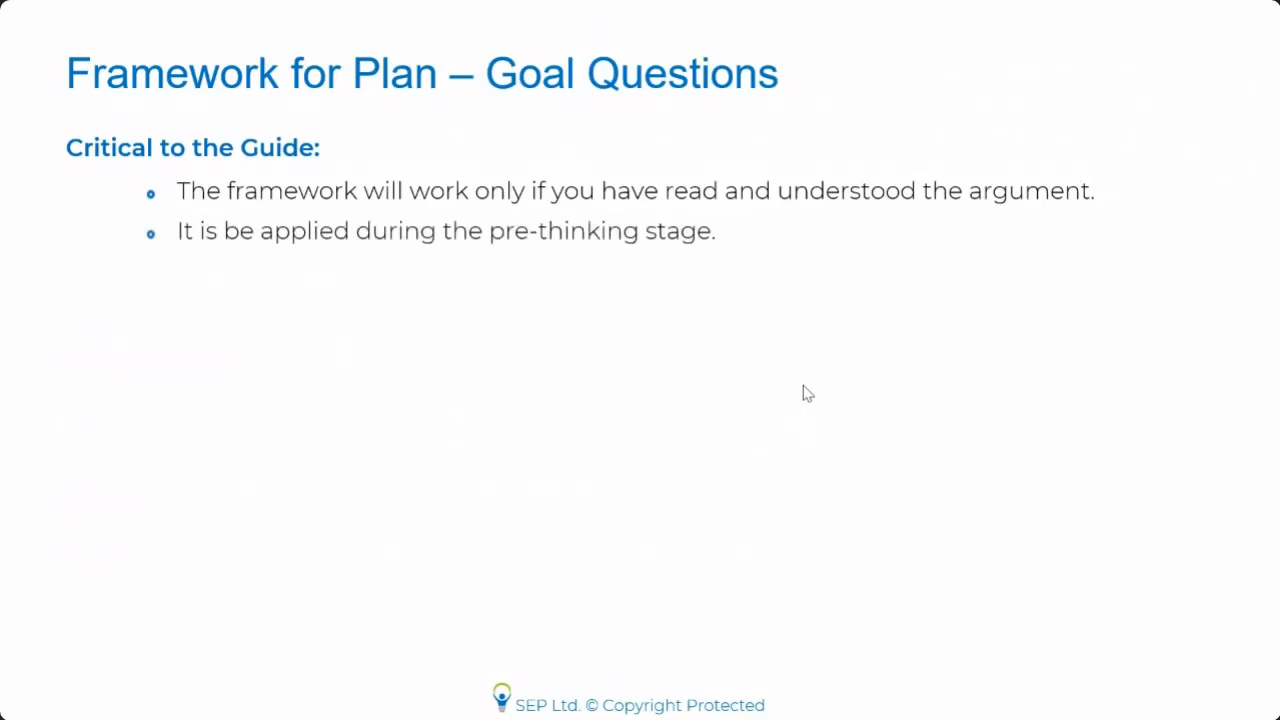 Framework for Plan – Goal Questions
Critical to the Guide:
The framework will work only if you have read and understood the argument.
It is be applied during the pre-thinking stage.
SEP Ltd. © Copyright Protected